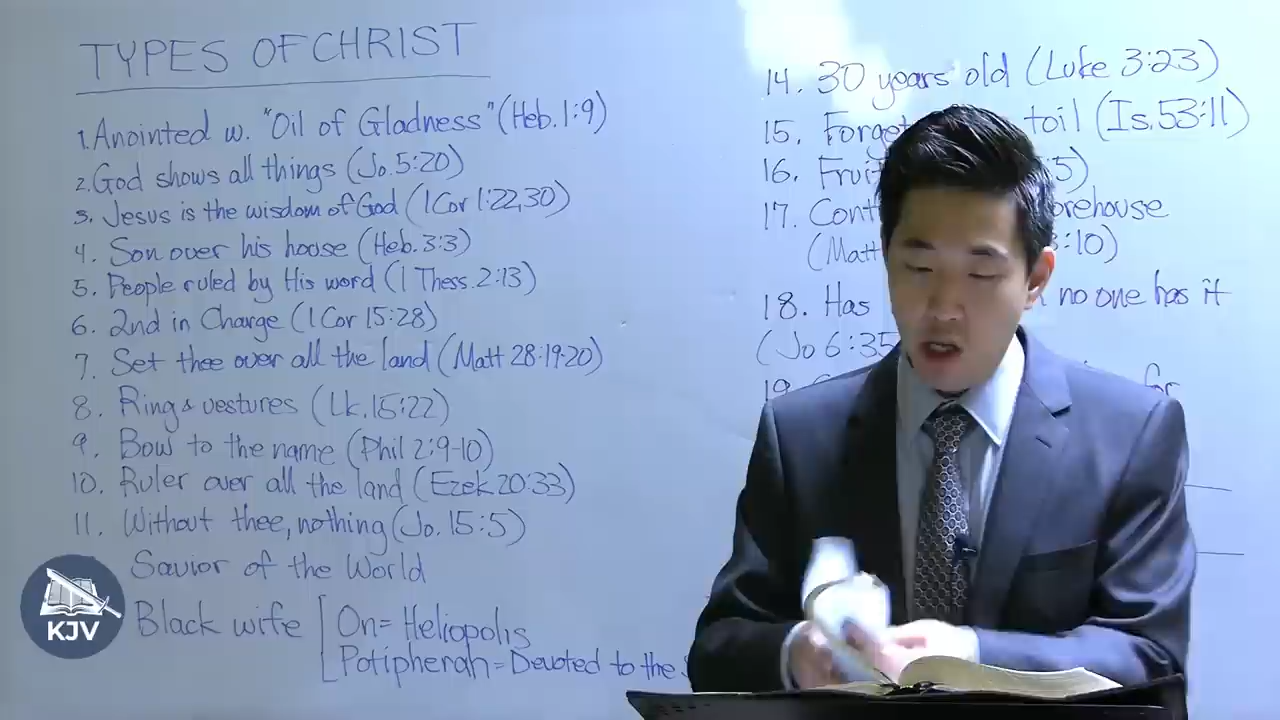 TYPES OF CHRIST
1. Anointed w. "Oil of Gladness" (Heb. 1:9)
2. God shows all things (Jo. 5:20)
3. Jesus is the wisdom of God (1 Cor 1:22,30)
4. Son over his house (Heb. 3:3)
5. People ruled by His word (1 Thess. 2:13)
6. 2nd in Charge (1 Cor 15:28)
7. Set thee over all the land (Matt 28:19-20)
8. Ring & vestures (Lk. 15:22)
9. Bow to the name (Phil 2:9-10)
10. Ruler over all the land (Ezek 20:33)
11. Without thee, nothing (Jo. 15:5)
Savior of the World
Black wife [On = Heliopolis
Potipherah = Devoted to the
KJV
14. 30 years old (Luke 3:23)
15. toil (Is. 53:11)
16. 5)
17. orehouse
(Matt :10)
18. Has no one has it
(Jo 6:35
19. for